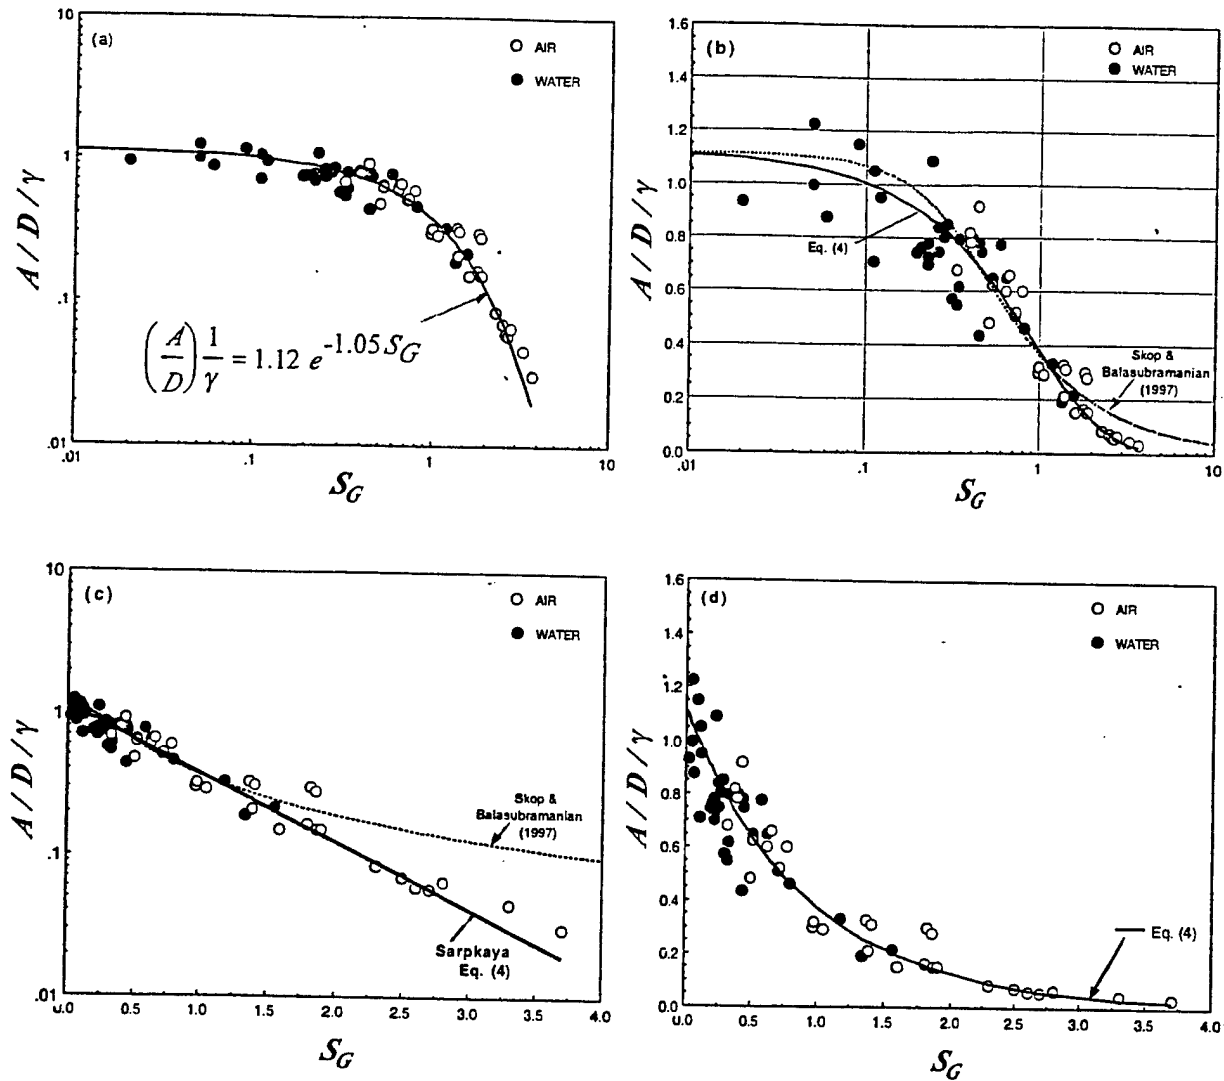 (a)
10
1
.1
.01
A / D / γ
○ AIR
● WATER
(A/D) 1/γ = 1.12 e^-1.05 S_G
.01 .1 1 10
S_G
(b)
1.6
1.4
1.2
1.0
0.8
0.6
0.4
0.2
0.0
A / D / γ
○ AIR
● WATER
Eq. (4)
Skop &
Balasubramanian
(1997)
.01 .1 1 10
S_G
(c)
10
1
.1
.01
A / D / γ
○ AIR
● WATER
Skop &
Balasubramanian
(1997)
Sarpkaya
Eq. (4)
0.0 0.5 1.0 1.5 2.0 2.5 3.0 3.5 4.0
S_G
(d)
1.6
1.4
1.2
1.0
0.8
0.6
0.4
0.2
0.0
A / D / γ
○ AIR
● WATER
Eq. (4)
0.0 0.5 1.0 1.5 2.0 2.5 3.0 3.5 4.0
S_G